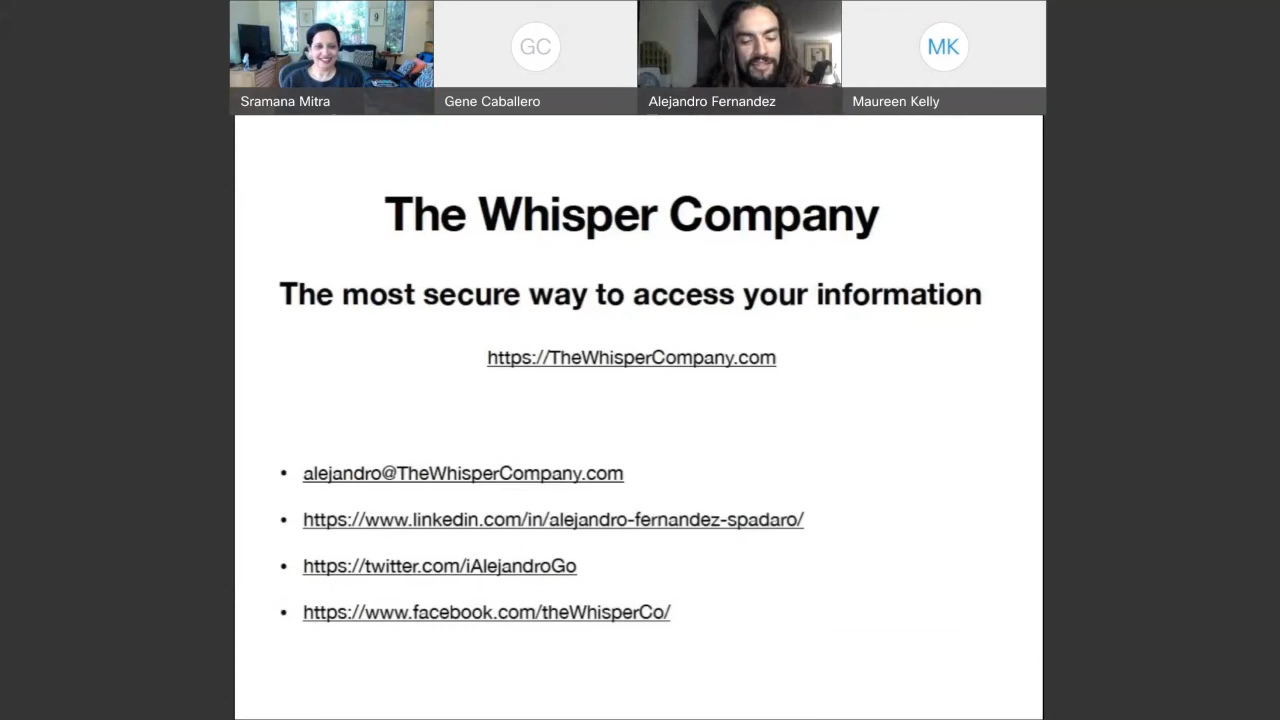 GC
MK
Sramana Mitra
Gene Caballero
Alejandro Fernandez
Maureen Kelly
The Whisper Company
The most secure way to access your information
https://TheWhisperCompany.com
• alejandro@TheWhisperCompany.com
• https://www.linkedin.com/in/alejandro-fernandez-spadaro/
• https://twitter.com/iAlejandroGo
• https://www.facebook.com/theWhisperCo/